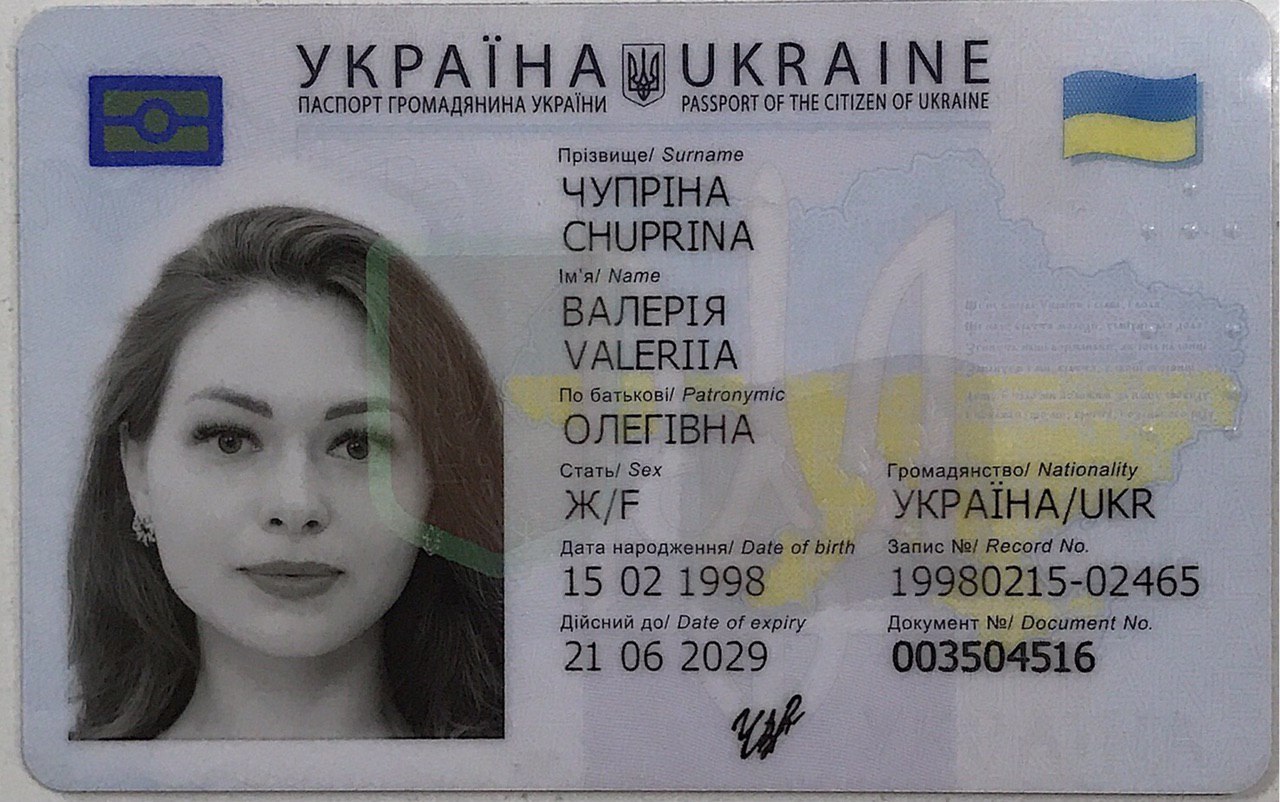 УКРАЇНА UKRAINE
ПАСПОРТ ГРОМАДЯНИНА УКРАЇНИ PASSPORT OF THE CITIZEN OF UKRAINE
Прізвище/ Surname
ЧУПРІНА
CHUPRINA
Ім'я/ Name
ВАЛЕРІЯ
VALERIIA
По батькові/ Patronymic
ОЛЕГІВНА
Стать/ Sex Громадянство/ Nationality
Ж/F УКРАЇНА/UKR
Дата народження/ Date of birth Запис №/ Record No.
15 02 1998 19980215-02465
Дійсний до/ Date of expiry Документ №/ Document No.
21 06 2029 003504516